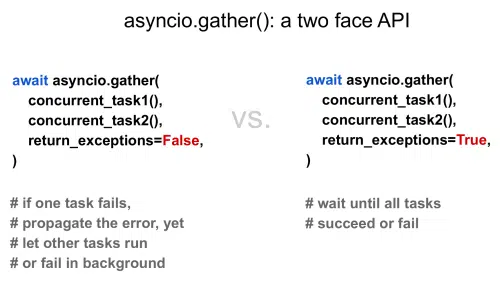 asyncio.gather(): a two face API
await asyncio.gather(
concurrent_task1(),
concurrent_task2(),
return_exceptions=False,
)
# if one task fails,
# propagate the error, yet
# let other tasks run
# or fail in background
vs.
await asyncio.gather(
concurrent_task1(),
concurrent_task2(),
return_exceptions=True,
)
# wait until all tasks
# succeed or fail